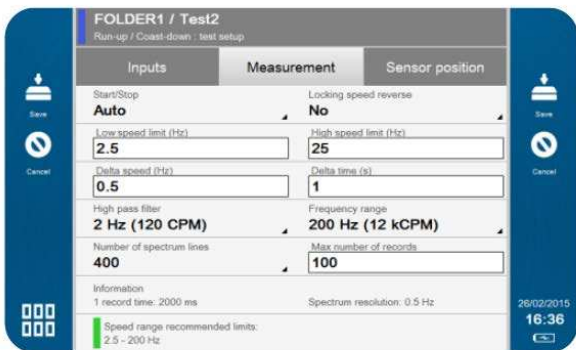 FOLDER1 / Test2
Run-up / Coast-down : test setup
Inputs Measurement Sensor position
Save
Cancel
Save
Cancel
Start/Stop Locking speed reverse
Auto No
Low speed limit (Hz) High speed limit (Hz)
2.5 25
Delta speed (Hz) Delta time (s)
0.5 1
High pass filter Frequency range
2 Hz (120 CPM) 200 Hz (12 kCPM)
Number of spectrum lines Max number of records
400 100
Information
1 record time: 2000 ms Spectrum resolution: 0.5 Hz
Speed range recommended limits:
2.5 - 200 Hz
26/02/2015
16:36